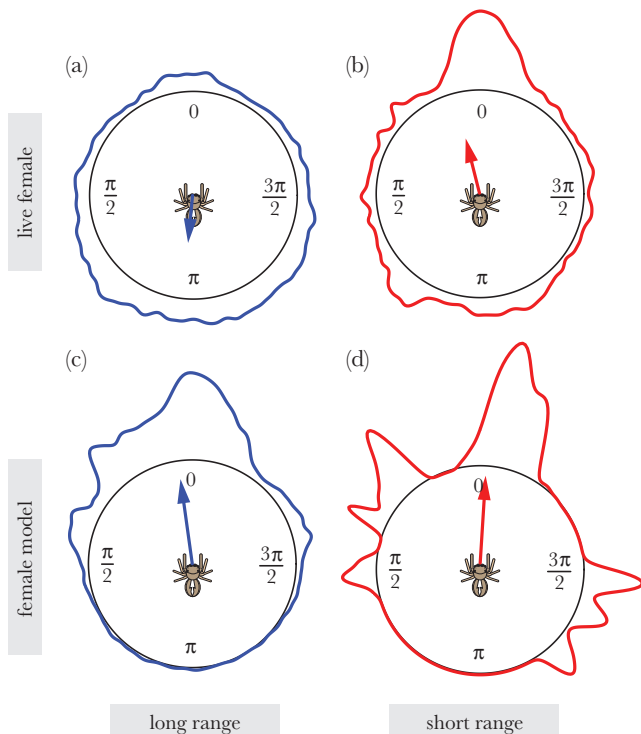 (a)
(b)
live female
0
π/2
3π/2
π
0
π/2
3π/2
π
(c)
(d)
female model
0
π/2
3π/2
π
0
π/2
3π/2
π
long range
short range